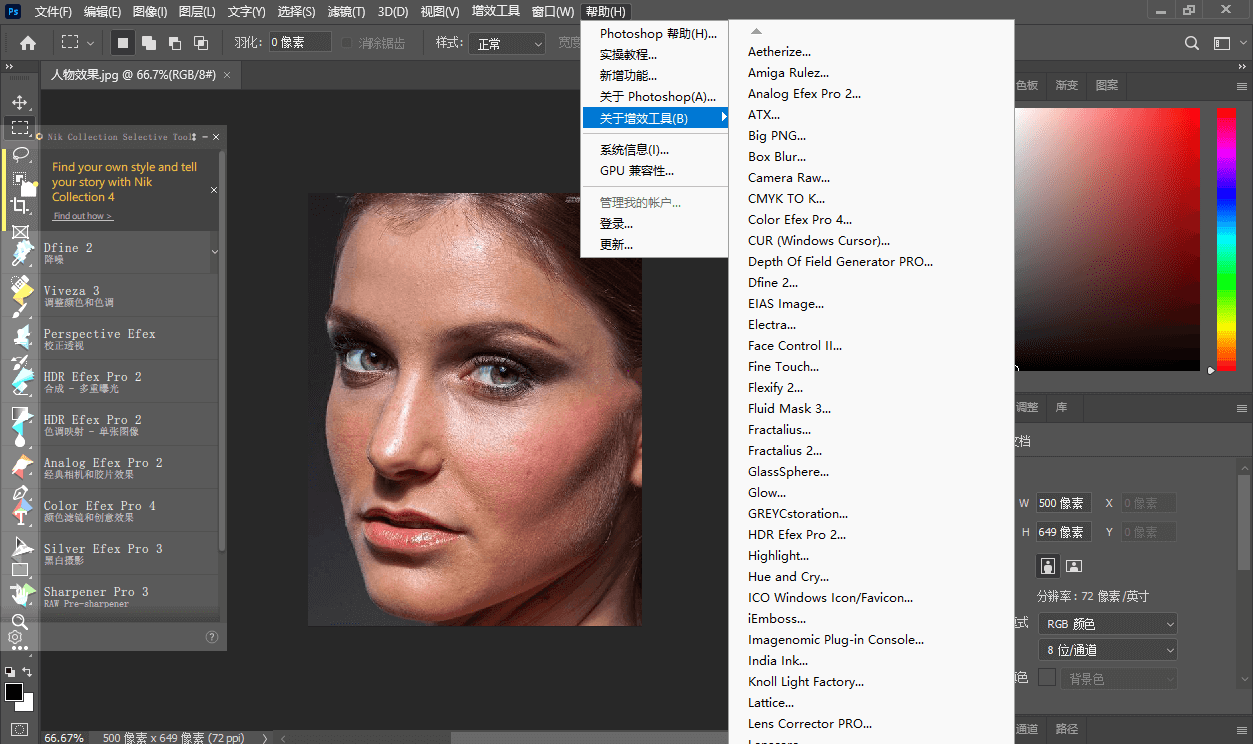 Ps 文件(F) 编辑(E) 图像(I) 图层(L) 文字(Y) 选择(S) 滤镜(T) 3D(D) 视图(V) 增效工具 窗口(W) 帮助(H)
羽化: 0 像素 消除锯齿 样式: 正常 宽度
人物效果.jpg @ 66.7%(RGB/8#) ×
Nik Collection Selective Tool
Find your own style and tell
your story with Nik
Collection 4
Find out how >
Dfine 2
降噪
Viveza 3
调整颜色和色调
Perspective Efex
校正透视
HDR Efex Pro 2
合成 - 多重曝光
HDR Efex Pro 2
色调映射 - 单张图像
Analog Efex Pro 2
经典相机和胶片效果
Color Efex Pro 4
颜色滤镜和创意效果
Silver Efex Pro 3
黑白摄影
Sharpener Pro 3
RAW Pre-sharpener
Photoshop 帮助(H)...
实操教程...
新增功能...
关于 Photoshop(A)...
关于增效工具(B)
系统信息(I)...
GPU 兼容性...
管理我的帐户...
登录...
更新...
Aetherize...
Amiga Rulez...
Analog Efex Pro 2...
ATX...
Big PNG...
Box Blur...
Camera Raw...
CMYK TO K...
Color Efex Pro 4...
CUR (Windows Cursor)...
Depth Of Field Generator PRO...
Dfine 2...
EIAS Image...
Electra...
Face Control II...
Fine Touch...
Flexify 2...
Fluid Mask 3...
Fractalius...
Fractalius 2...
GlassSphere...
Glow...
GREYCstoration...
HDR Efex Pro 2...
Highlight...
Hue and Cry...
ICO Windows Icon/Favicon...
iEmboss...
Imagenomic Plug-in Console...
India Ink...
Knoll Light Factory...
Lattice...
Lens Corrector PRO...
色板 渐变 图案
调整 库
文档
W 500 像素 X 0 像素
H 649 像素 Y 0 像素
分辨率: 72 像素/英寸
式 RGB 颜色
8 位/通道
色 背景色
通道 路径
66.67% 500 像素 x 649 像素 (72 ppi)